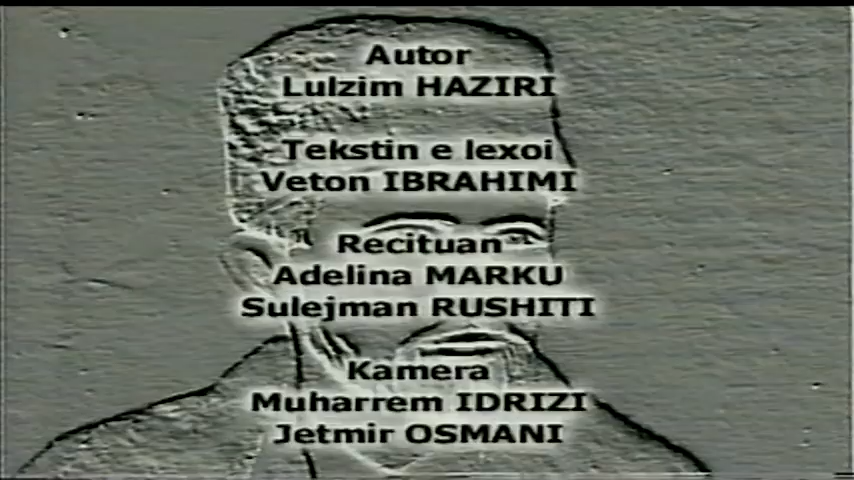 Autor
Lulzim HAZIRI
Tekstin e lexoi
Veton IBRAHIMI
Recituan
Adelina MARKU
Sulejman RUSHITI
Kamera
Muharrem IDRIZI
Jetmir OSMANI